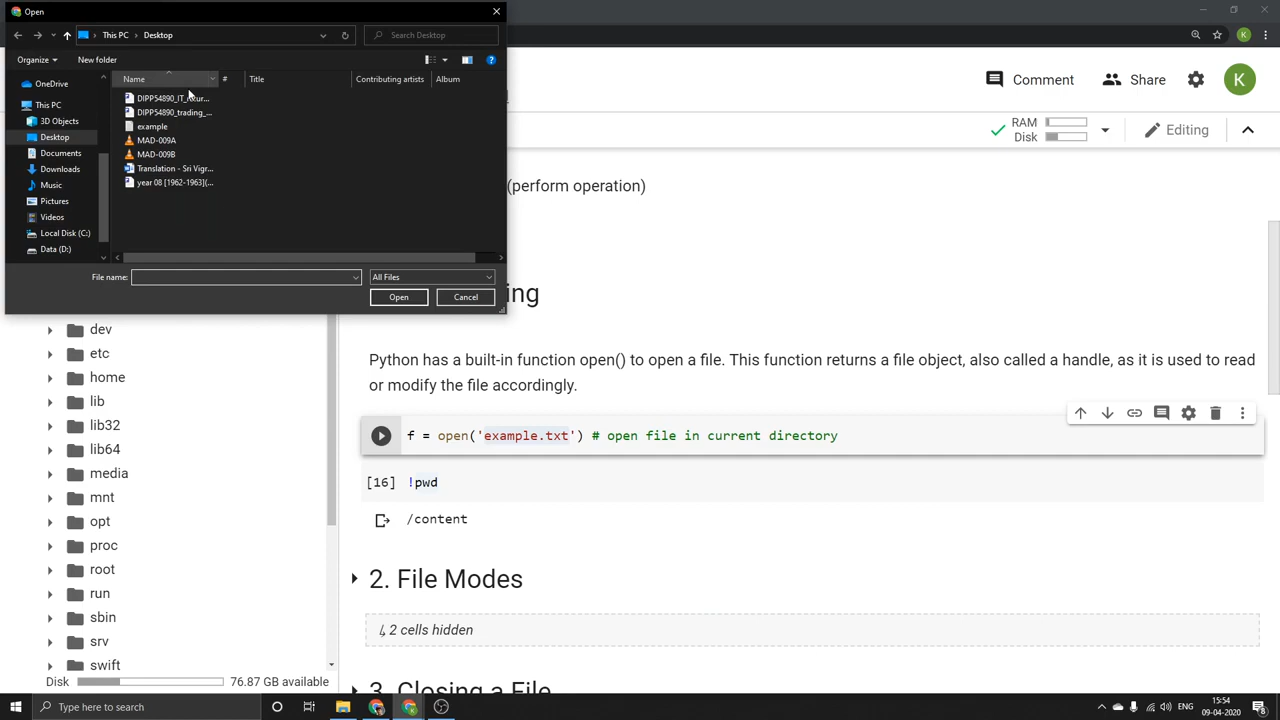 Open
This PC
Desktop
Search Desktop
Organize
New folder
Name
#
Title
Contributing artists
Album
OneDrive
This PC
3D Objects
Desktop
Documents
Downloads
Music
Pictures
Videos
Local Disk (C:)
Data (D:)
DIPP54890_trading_...
example
MAD-009A
MAD-009B
Translation - Sri Vigr...
year 08 [1962-1963](...
File name:
All Files
Open
Cancel
Comment
Share
K
K
RAM
Disk
Editing
(perform operation)
ing
dev
etc
home
lib
lib32
lib64
media
mnt
opt
proc
root
run
sbin
srv
swift
Disk
76.87 GB available
Python has a built-in function open() to open a file. This function returns a file object, also called a handle, as it is used to read
or modify the file accordingly.
f = open('example.txt') # open file in current directory
[16] !pwd
/content
2. File Modes
2 cells hidden
3. Closing a File
Type here to search
ENG
15:54
09-04-2020
8